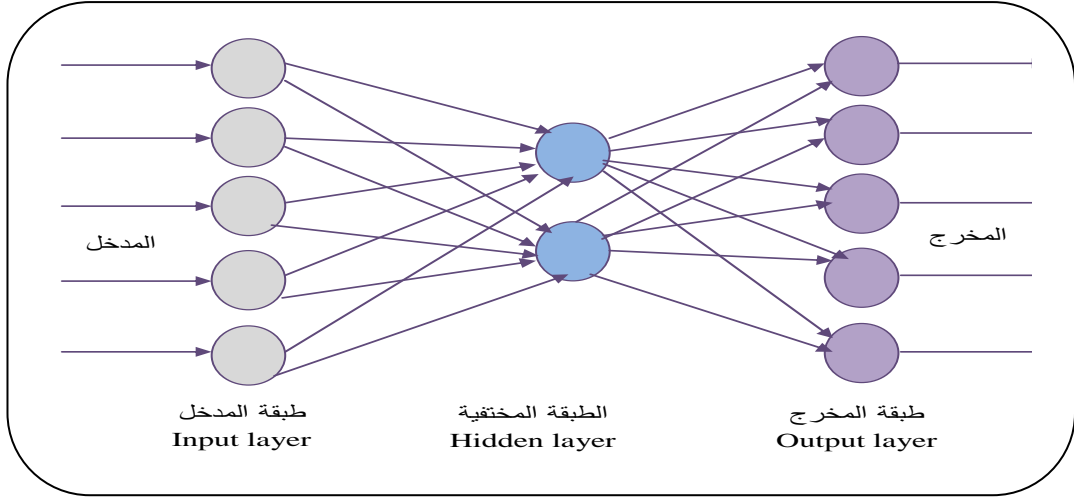 المدخل
المخرج
طبقة المدخل
Input layer
الطبقة المختفية
Hidden layer
طبقة المخرج
Output layer